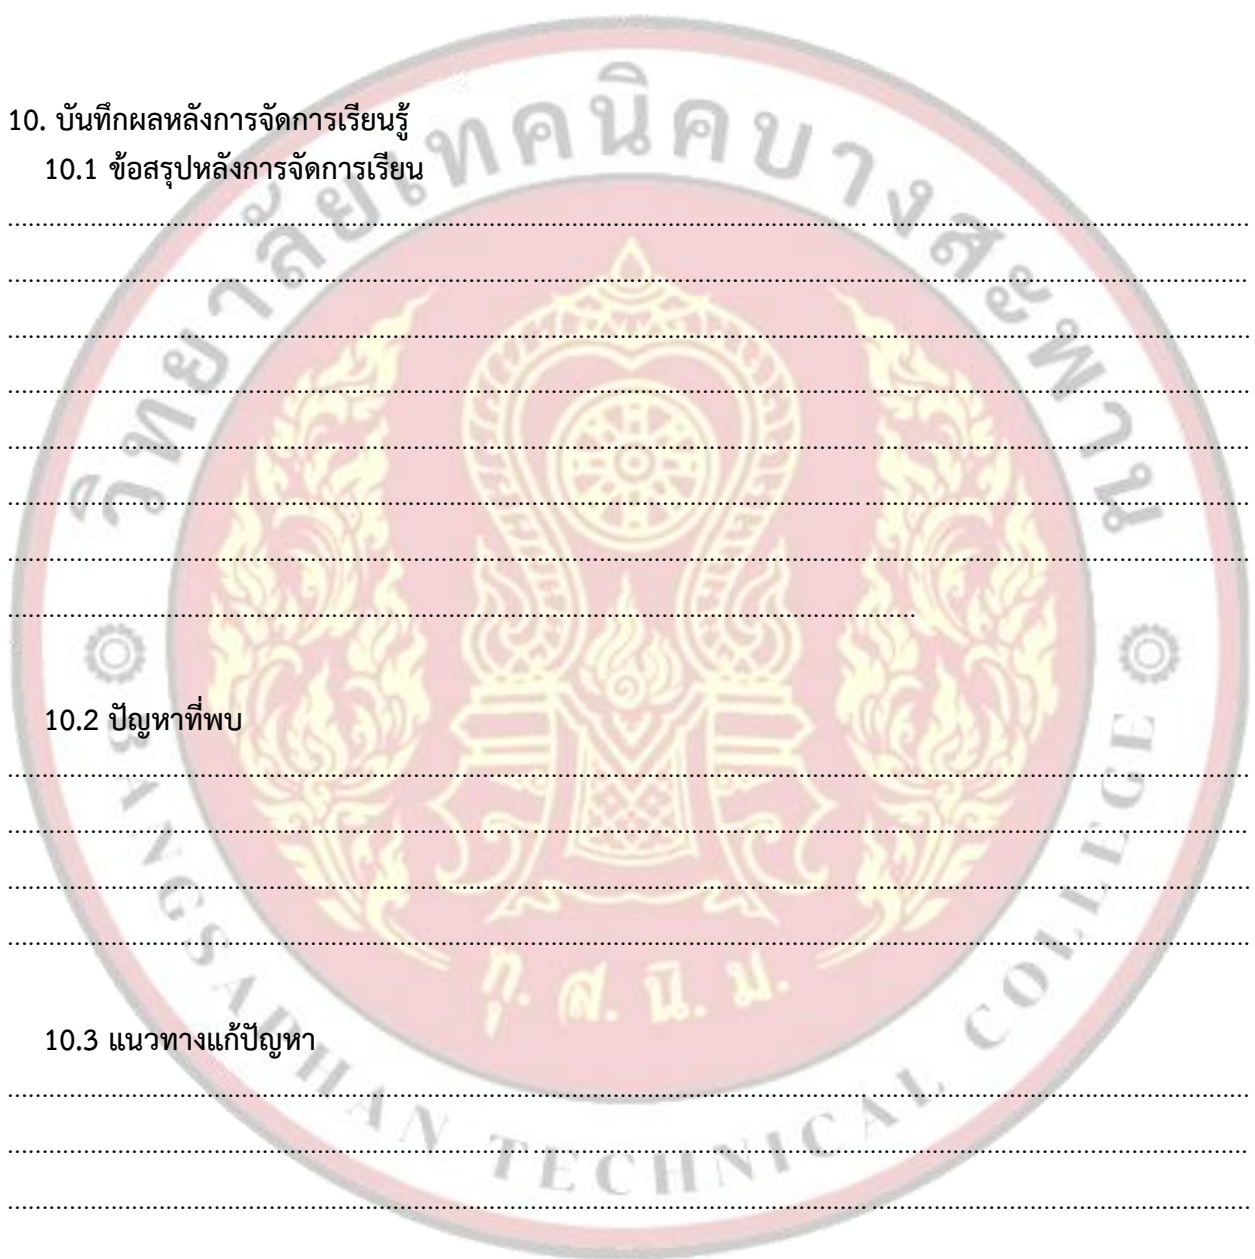 วิทยาลัยเทคนิคบางสะพาน
10. บันทึกผลหลังการจัดการเรียนรู้
10.1 ข้อสรุปหลังการจัดการเรียน
10.2 ปัญหาที่พบ
ทุ. ส. นิ. ม.
10.3 แนวทางแก้ปัญหา
BANGSAPHAN TECHNICAL COLLEGE